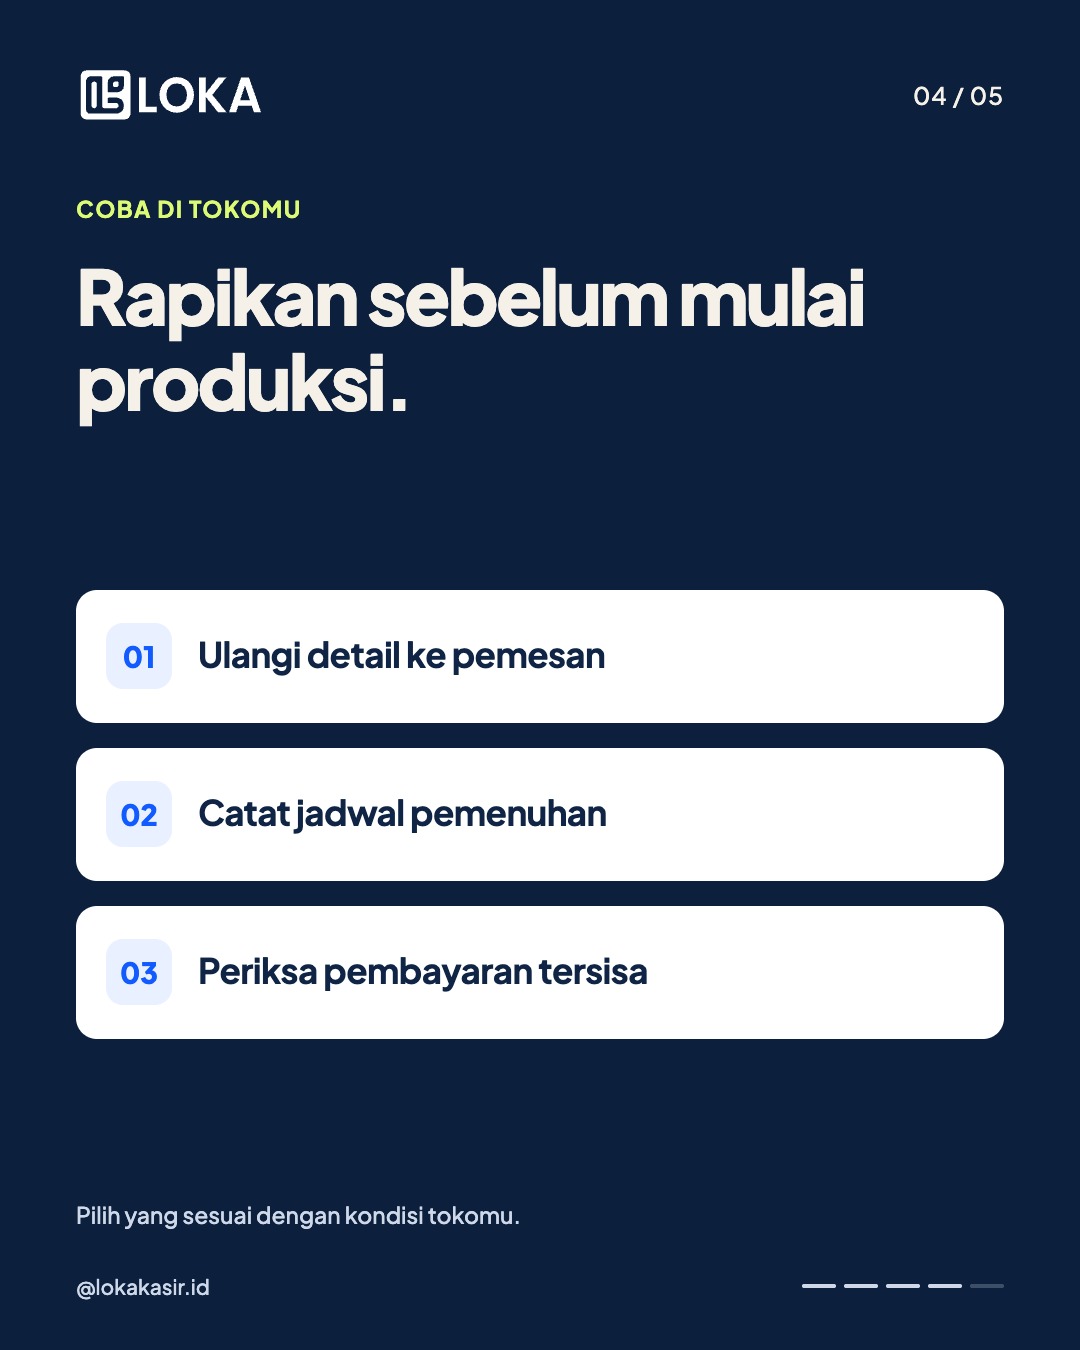 LOKA
04 / 05
COBA DI TOKOMU
Rapikan sebelum mulai
produksi.
01
Ulangi detail ke pemesan
02
Catat jadwal pemenuhan
03
Periksa pembayaran tersisa
Pilih yang sesuai dengan kondisi tokomu.
@lokakasir.id